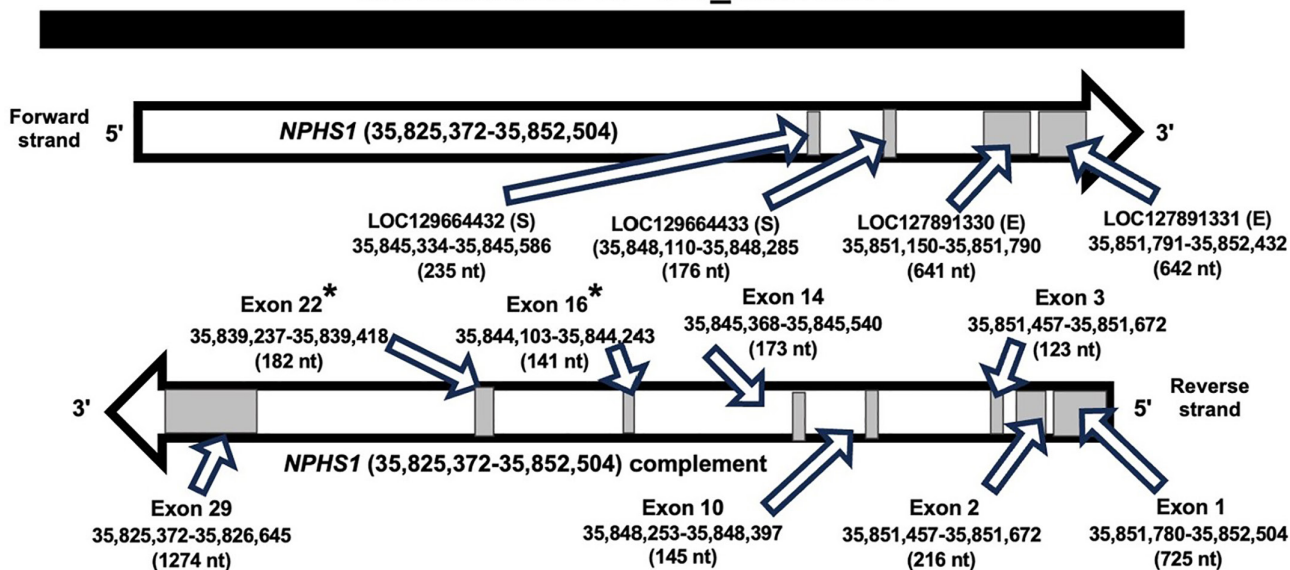 Forward
strand
5'
NPHS1 (35,825,372-35,852,504)
3'
LOC129664432 (S)
35,845,334-35,845,586
(235 nt)
LOC129664433 (S)
(35,848,110-35,848,285
(176 nt)
LOC127891330 (E)
35,851,150-35,851,790
(641 nt)
LOC127891331 (E)
35,851,791-35,852,432
(642 nt)
Exon 22*
35,839,237-35,839,418
(182 nt)
Exon 16*
35,844,103-35,844,243
(141 nt)
Exon 14
35,845,368-35,845,540
(173 nt)
Exon 3
35,851,457-35,851,672
(123 nt)
3'
5'
Reverse
strand
NPHS1 (35,825,372-35,852,504) complement
Exon 29
35,825,372-35,826,645
(1274 nt)
Exon 10
35,848,253-35,848,397
(145 nt)
Exon 2
35,851,457-35,851,672
(216 nt)
Exon 1
35,851,780-35,852,504
(725 nt)